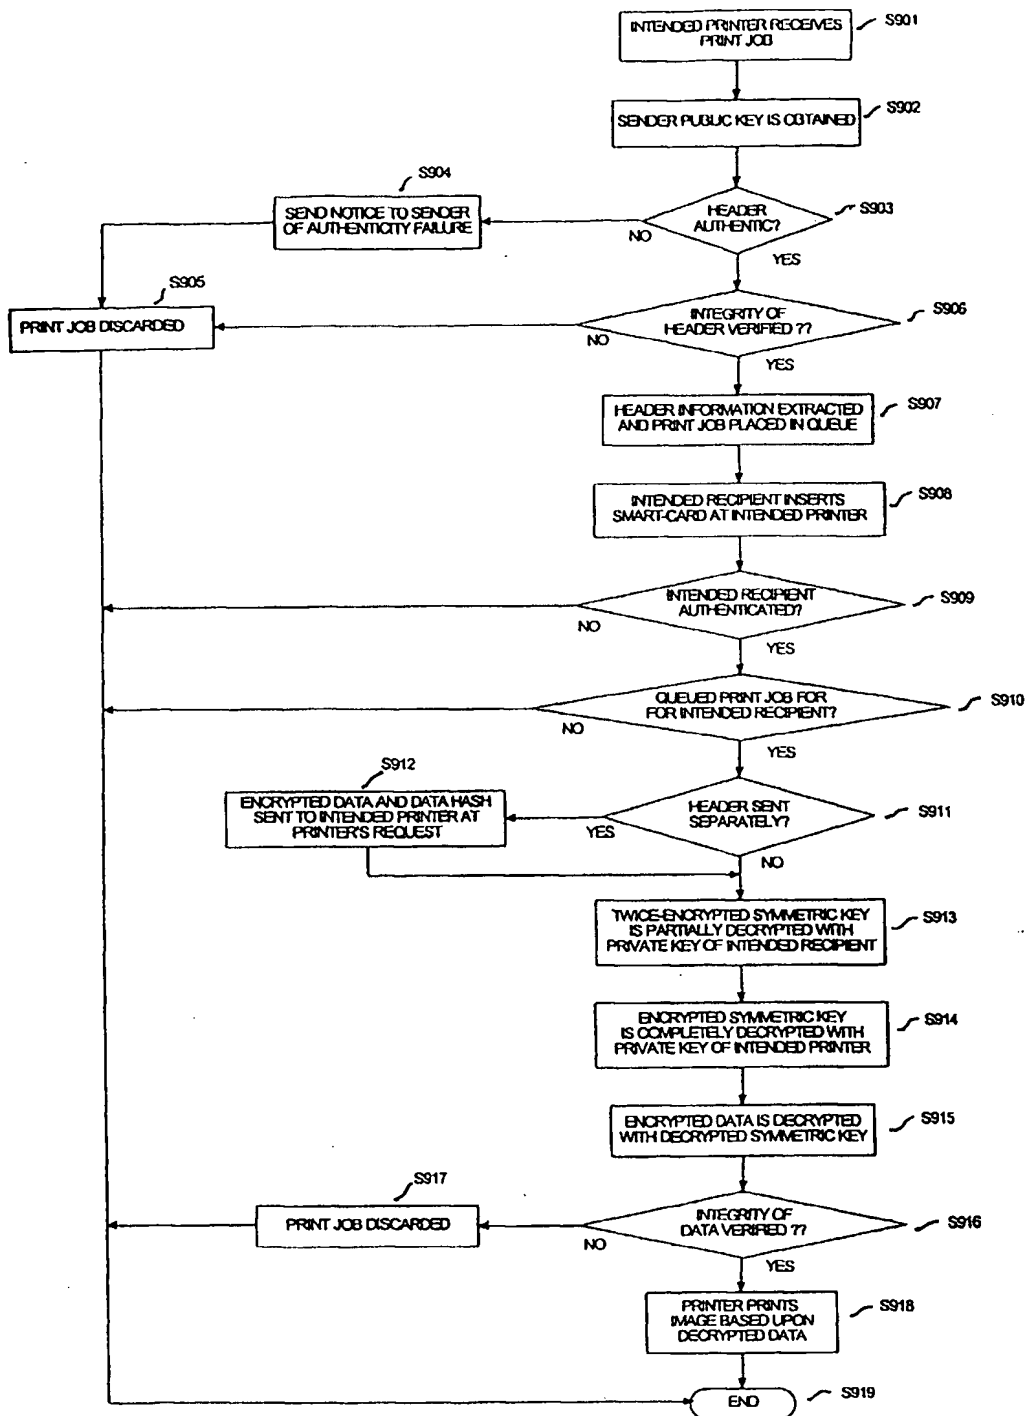 INTENDED PRINTER RECEIVES
PRINT JOB
S901
SENDER PUBLIC KEY IS OBTAINED
S902
HEADER
AUTHENTIC?
S903
NO
YES
S904
SEND NOTICE TO SENDER
OF AUTHENTICITY FAILURE
S905
PRINT JOB DISCARDED
INTEGRITY OF
HEADER VERIFIED ??
S906
NO
YES
HEADER INFORMATION EXTRACTED
AND PRINT JOB PLACED IN QUEUE
S907
INTENDED RECIPIENT INSERTS
SMART-CARD AT INTENDED PRINTER
S908
INTENDED RECIPIENT
AUTHENTICATED?
S909
NO
YES
QUEUED PRINT JOB FOR
FOR INTENDED RECIPIENT?
S910
NO
YES
HEADER SENT
SEPARATELY?
S911
YES
NO
S912
ENCRYPTED DATA AND DATA HASH
SENT TO INTENDED PRINTER AT
PRINTER'S REQUEST
TWICE-ENCRYPTED SYMMETRIC KEY
IS PARTIALLY DECRYPTED WITH
PRIVATE KEY OF INTENDED RECIPIENT
S913
ENCRYPTED SYMMETRIC KEY
IS COMPLETELY DECRYPTED WITH
PRIVATE KEY OF INTENDED PRINTER
S914
ENCRYPTED DATA IS DECRYPTED
WITH DECRYPTED SYMMETRIC KEY
S915
INTEGRITY OF
DATA VERIFIED ??
S916
NO
YES
S917
PRINT JOB DISCARDED
PRINTER PRINTS
IMAGE BASED UPON
DECRYPTED DATA
S918
END
S919